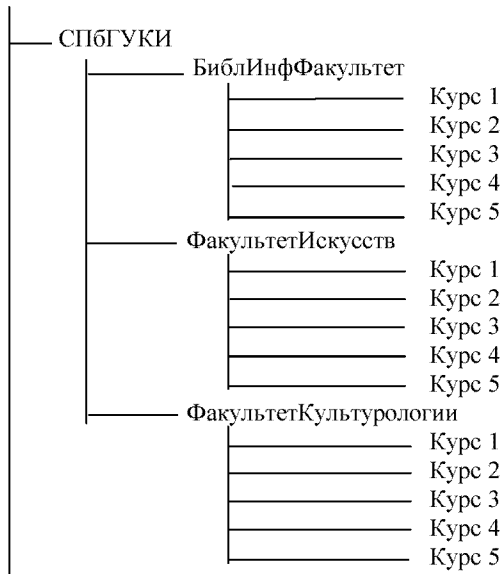 СПбГУКИ
БиблИнфФакультет
Курс 1
Курс 2
Курс 3
Курс 4
Курс 5
ФакультетИскусств
Курс 1
Курс 2
Курс 3
Курс 4
Курс 5
ФакультетКультурологии
Курс 1
Курс 2
Курс 3
Курс 4
Курс 5